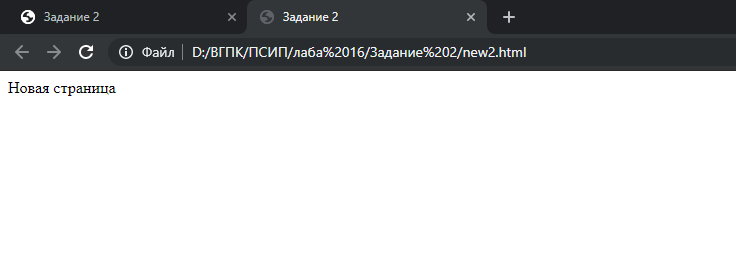 Задание 2
Задание 2
Файл D:/ВГПК/ПСИП/лаба%2016/Задание%202/new2.html
Новая страница